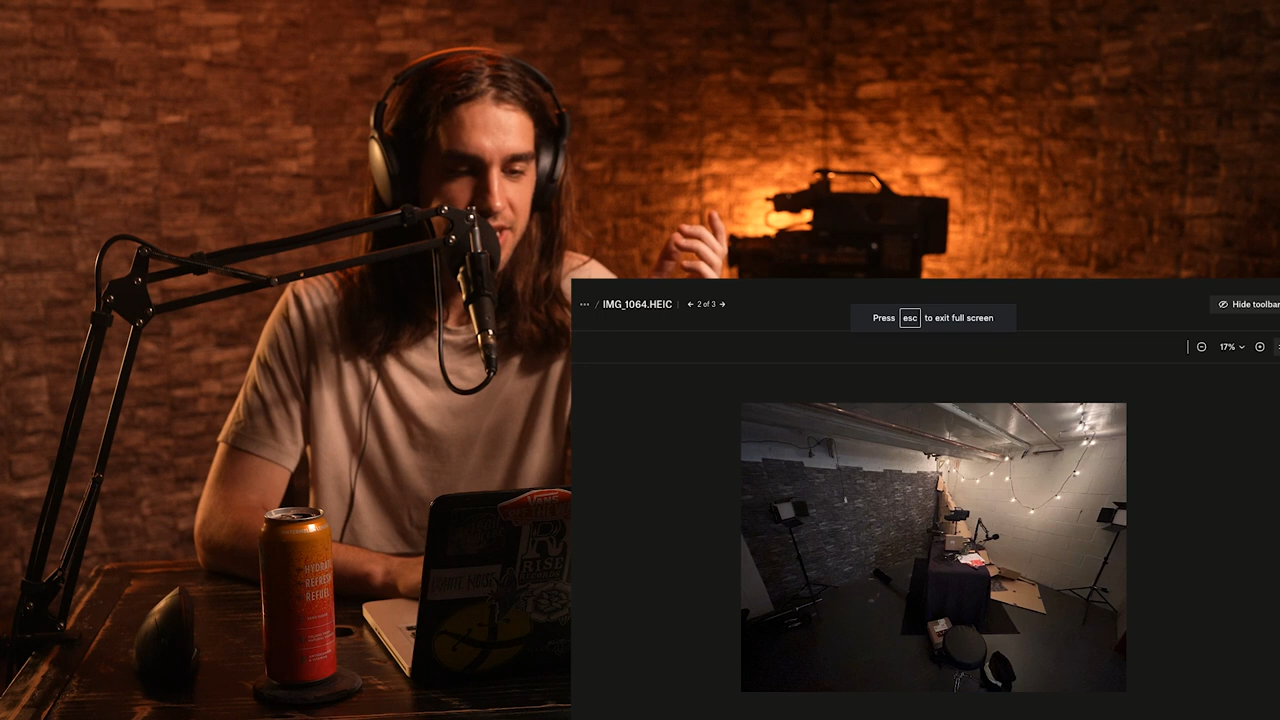 ··· / IMG_1064.HEIC ← 2 of 3 →
Press esc to exit full screen
Hide toolbar
17%
HYDRATE
REFRESH
REFUEL
VANS
RISE
WHITE NOISE